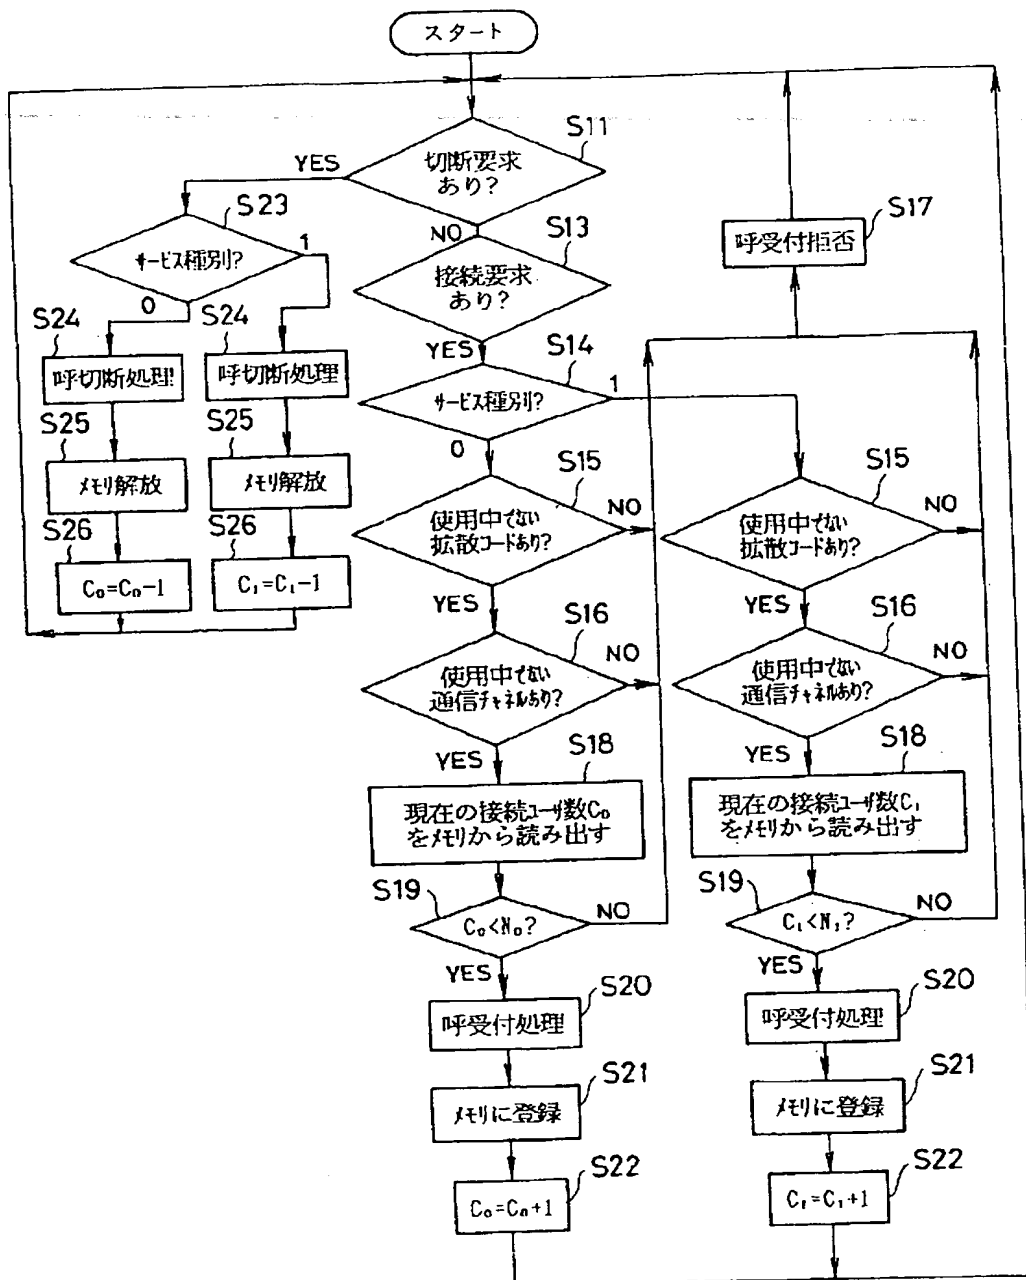 スタート
S11
切断要求
あり?
YES
NO
S23
サービス種別?
1
0
S13
接続要求
あり?
YES
S17
呼受付拒否
S24
呼切断処理
S24
呼切断処理
S14
サービス種別?
1
0
S25
メモリ解放
S25
メモリ解放
S15
使用中でない
拡散コードあり?
NO
YES
S15
使用中でない
拡散コードあり?
NO
YES
S26
C₀=C₀−1
S26
C₁=C₁−1
S16
使用中でない
通信チャネルあり?
NO
YES
S16
使用中でない
通信チャネルあり?
NO
YES
S18
現在の接続ユーザ数C₀
をメモリから読み出す
S18
現在の接続ユーザ数C₁
をメモリから読み出す
S19
C₀<N₀?
NO
YES
S19
C₁<N₁?
NO
YES
S20
呼受付処理
S20
呼受付処理
S21
メモリに登録
S21
メモリに登録
S22
C₀=C₀+1
S22
C₁=C₁+1